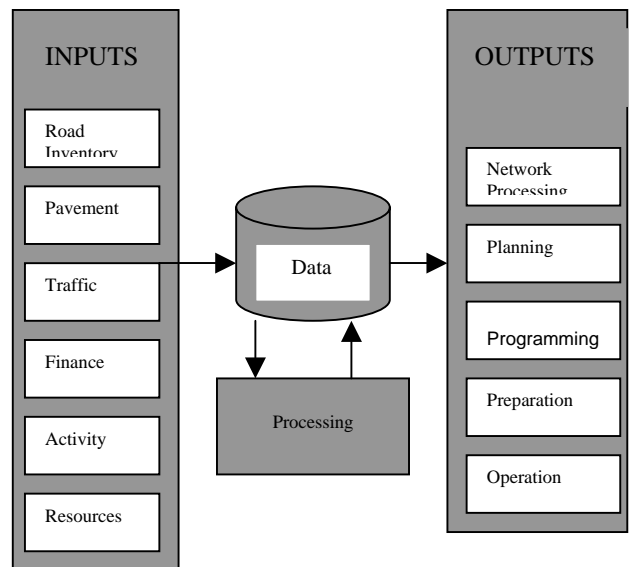 INPUTS
Road
Inventory
Pavement
Traffic
Finance
Activity
Resources
Data
Processing
OUTPUTS
Network
Processing
Planning
Programming
Preparation
Operation